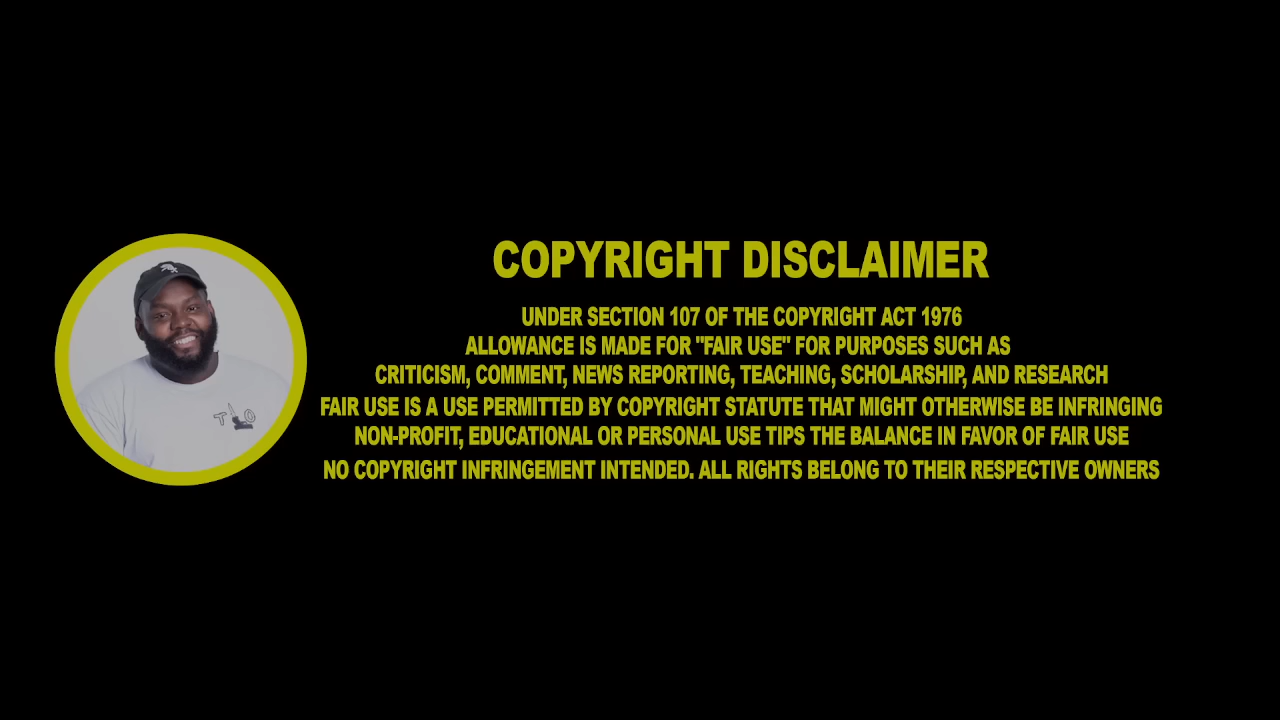 COPYRIGHT DISCLAIMER
UNDER SECTION 107 OF THE COPYRIGHT ACT 1976
ALLOWANCE IS MADE FOR "FAIR USE" FOR PURPOSES SUCH AS
CRITICISM, COMMENT, NEWS REPORTING, TEACHING, SCHOLARSHIP, AND RESEARCH
FAIR USE IS A USE PERMITTED BY COPYRIGHT STATUTE THAT MIGHT OTHERWISE BE INFRINGING
NON-PROFIT, EDUCATIONAL OR PERSONAL USE TIPS THE BALANCE IN FAVOR OF FAIR USE
NO COPYRIGHT INFRINGEMENT INTENDED. ALL RIGHTS BELONG TO THEIR RESPECTIVE OWNERS